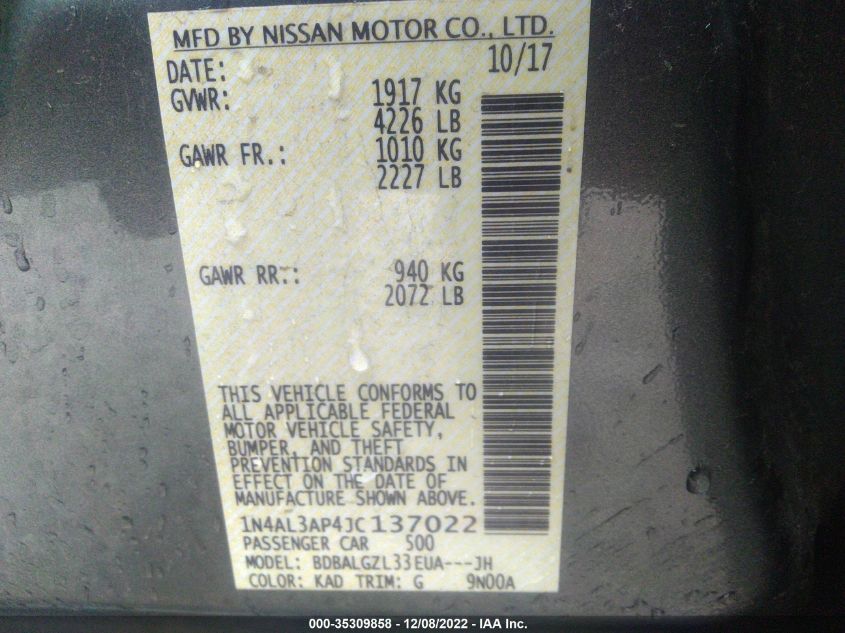 MFD BY NISSAN MOTOR CO., LTD.
DATE: 10/17
GVWR: 1917 KG
4226 LB
GAWR FR.: 1010 KG
2227 LB
GAWR RR.: 940 KG
2072 LB
THIS VEHICLE CONFORMS TO
ALL APPLICABLE FEDERAL
MOTOR VEHICLE SAFETY,
BUMPER, AND THEFT
PREVENTION STANDARDS IN
EFFECT ON THE DATE OF
MANUFACTURE SHOWN ABOVE.
1N4AL3AP4JC137022
PASSENGER CAR 500
MODEL: BDBALGZL33EUA---JH
COLOR: KAD TRIM: G 9N00A
000-35309858 - 12/08/2022 - IAA Inc.